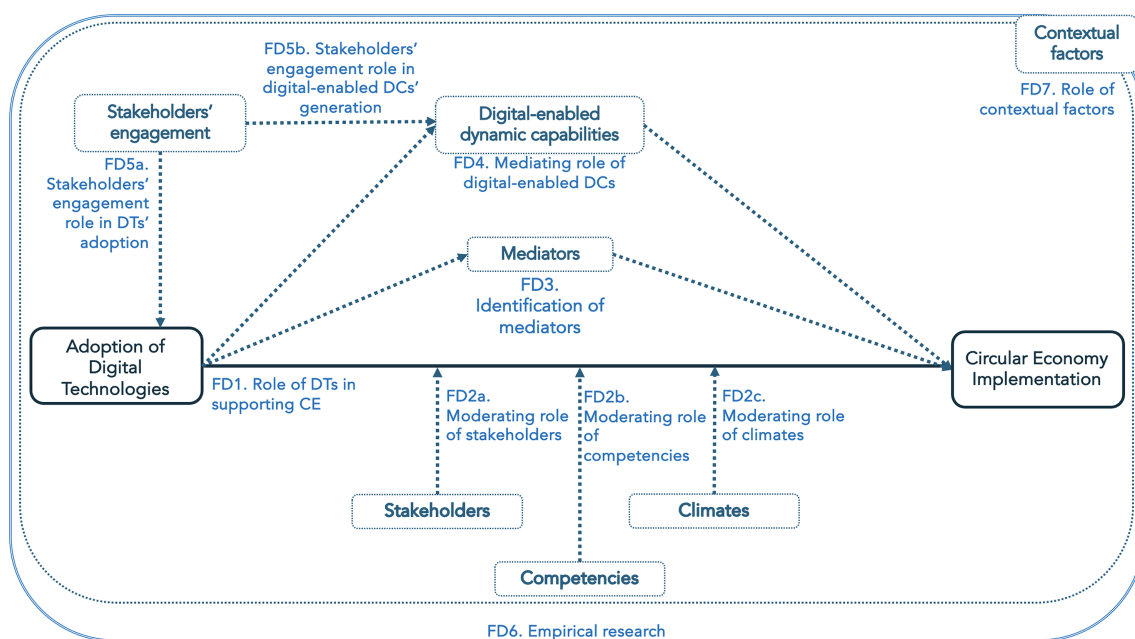 Contextual
factors
FD7. Role of
contextual factors
FD5b. Stakeholders’
engagement role in
digital-enabled DCs’
generation
Stakeholders’
engagement
Digital-enabled
dynamic capabilities
FD4. Mediating role of
digital-enabled DCs
FD5a.
Stakeholders’
engagement
role in DTs’
adoption
Mediators
FD3.
Identification of
mediators
Adoption of
Digital
Technologies
Circular Economy
Implementation
FD1. Role of DTs in
supporting CE
FD2a.
Moderating role
of stakeholders
FD2b.
Moderating role
of
competencies
FD2c.
Moderating role
of climates
Stakeholders
Climates
Competencies
FD6. Empirical research